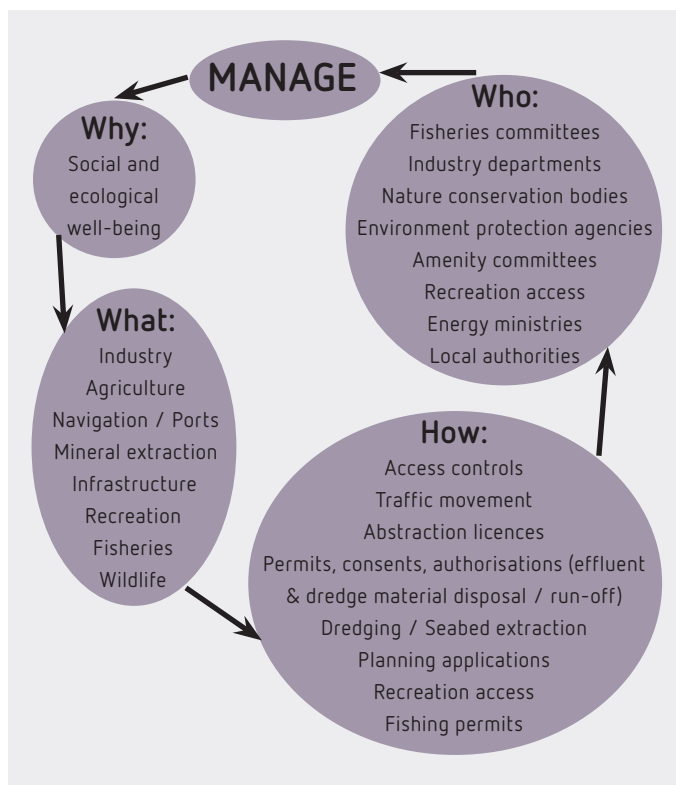 MANAGE
Why:
Social and
ecological
well-being
What:
Industry
Agriculture
Navigation / Ports
Mineral extraction
Infrastructure
Recreation
Fisheries
Wildlife
How:
Access controls
Traffic movement
Abstraction licences
Permits, consents, authorisations (effluent
& dredge material disposal / run-off)
Dredging / Seabed extraction
Planning applications
Recreation access
Fishing permits
Who:
Fisheries committees
Industry departments
Nature conservation bodies
Environment protection agencies
Amenity committees
Recreation access
Energy ministries
Local authorities